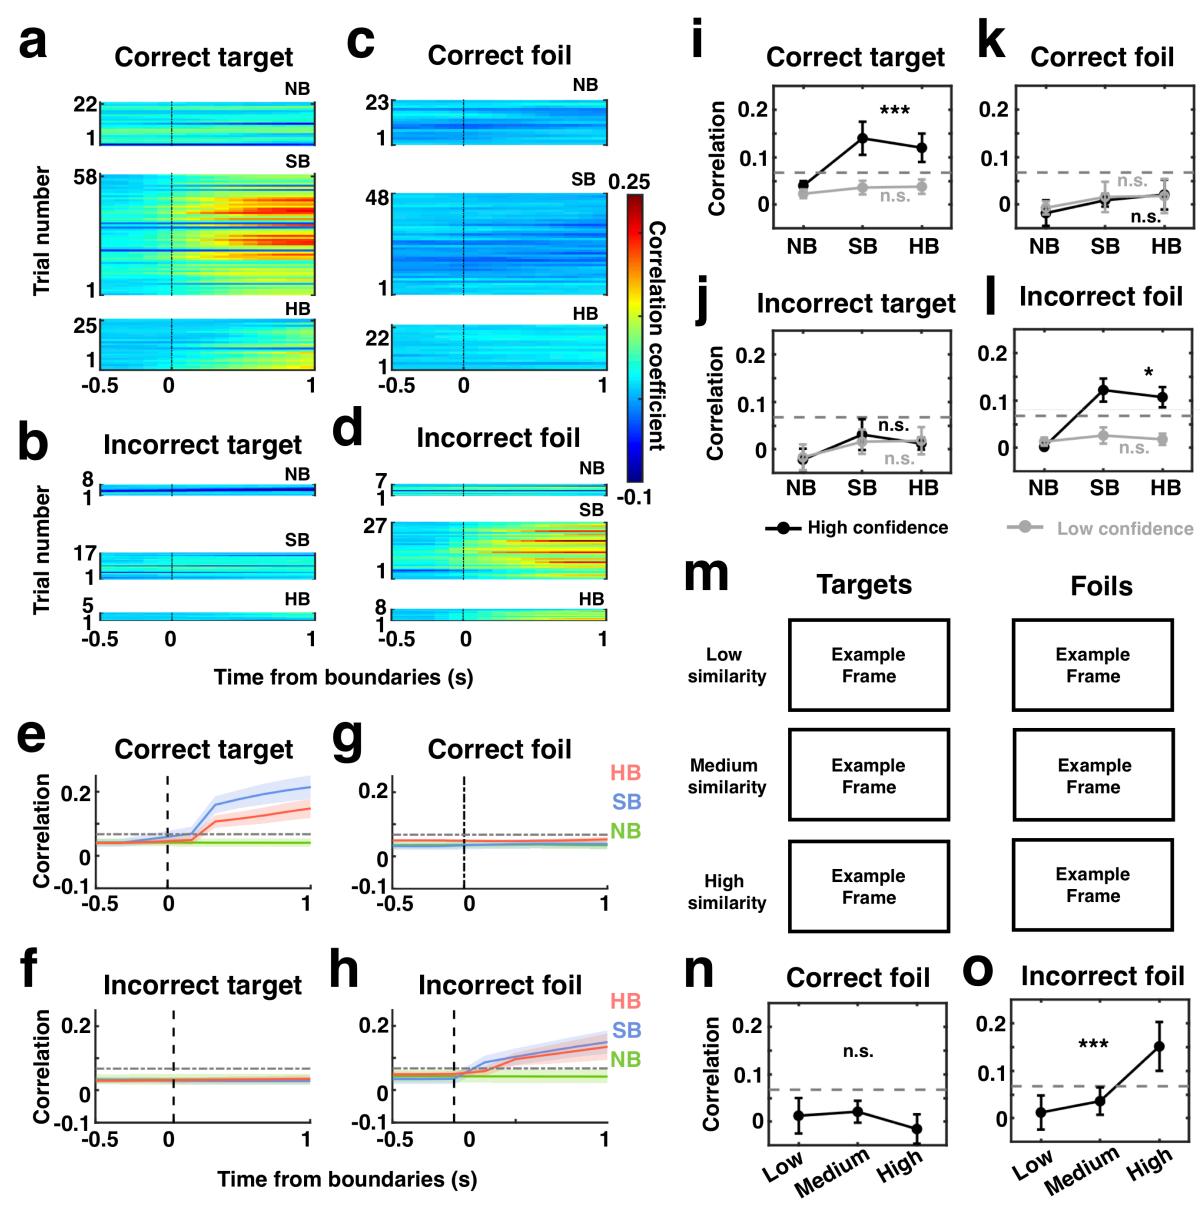 a
Correct target
NB
22
1
SB
58
1
HB
25
1
-0.5
0
1
Trial number
c
Correct foil
NB
23
1
SB
48
1
HB
22
1
-0.5
0
1
0.25
Correlation coefficient
-0.1
b
Incorrect target
NB
8
1
SB
17
1
HB
5
1
-0.5
0
1
Trial number
d
Incorrect foil
NB
7
1
SB
27
1
HB
8
1
-0.5
0
1
Time from boundaries (s)
e
Correct target
Correlation
0.2
0
-0.1
-0.5
0
1
g
Correct foil
0.2
0
-0.1
-0.5
0
1
HB
SB
NB
f
Incorrect target
Correlation
0.2
0
-0.1
-0.5
0
1
h
Incorrect foil
0.2
0
-0.1
-0.5
0
1
HB
SB
NB
Time from boundaries (s)
i
Correct target
Correlation
0.2
0.1
0
***
n.s.
NB SB HB
k
Correct foil
0.2
0.1
0
n.s.
n.s.
NB SB HB
j
Incorrect target
Correlation
0.2
0.1
0
n.s.
n.s.
NB SB HB
l
Incorrect foil
0.2
0.1
0
*
n.s.
NB SB HB
High confidence
Low confidence
m
Targets
Foils
Low
similarity
Example
Frame
Example
Frame
Medium
similarity
Example
Frame
Example
Frame
High
similarity
Example
Frame
Example
Frame
n
Correct foil
Correlation
0.2
0.1
0
n.s.
Low
Medium
High
o
Incorrect foil
0.2
0.1
0
***
Low
Medium
High